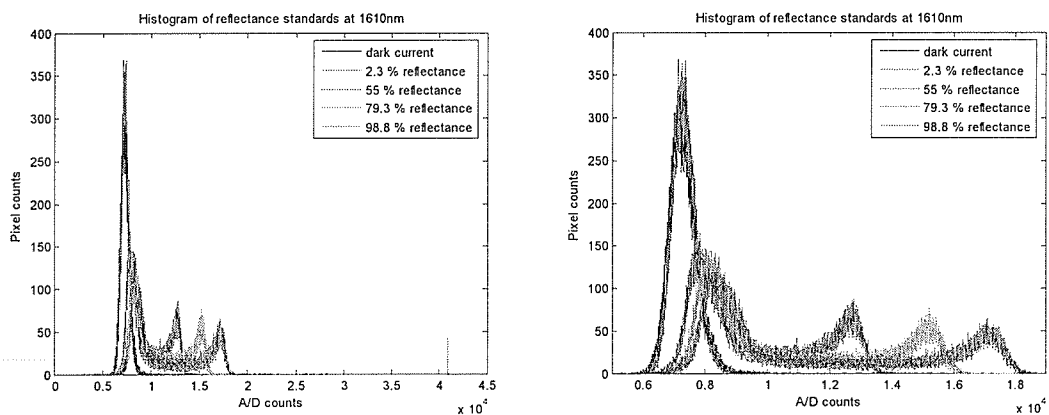 Histogram of reflectance standards at 1610nm
400
350
300
250
200
150
100
50
0
Pixel counts
dark current
2.3 % reflectance
55 % reflectance
79.3 % reflectance
98.8 % reflectance
0 0.5 1 1.5 2 2.5 3 3.5 4 4.5
A/D counts
x 10^4
Histogram of reflectance standards at 1610nm
400
350
300
250
200
150
100
50
0
Pixel counts
dark current
2.3 % reflectance
55 % reflectance
79.3 % reflectance
98.8 % reflectance
0.6 0.8 1 1.2 1.4 1.6 1.8
A/D counts
x 10^4